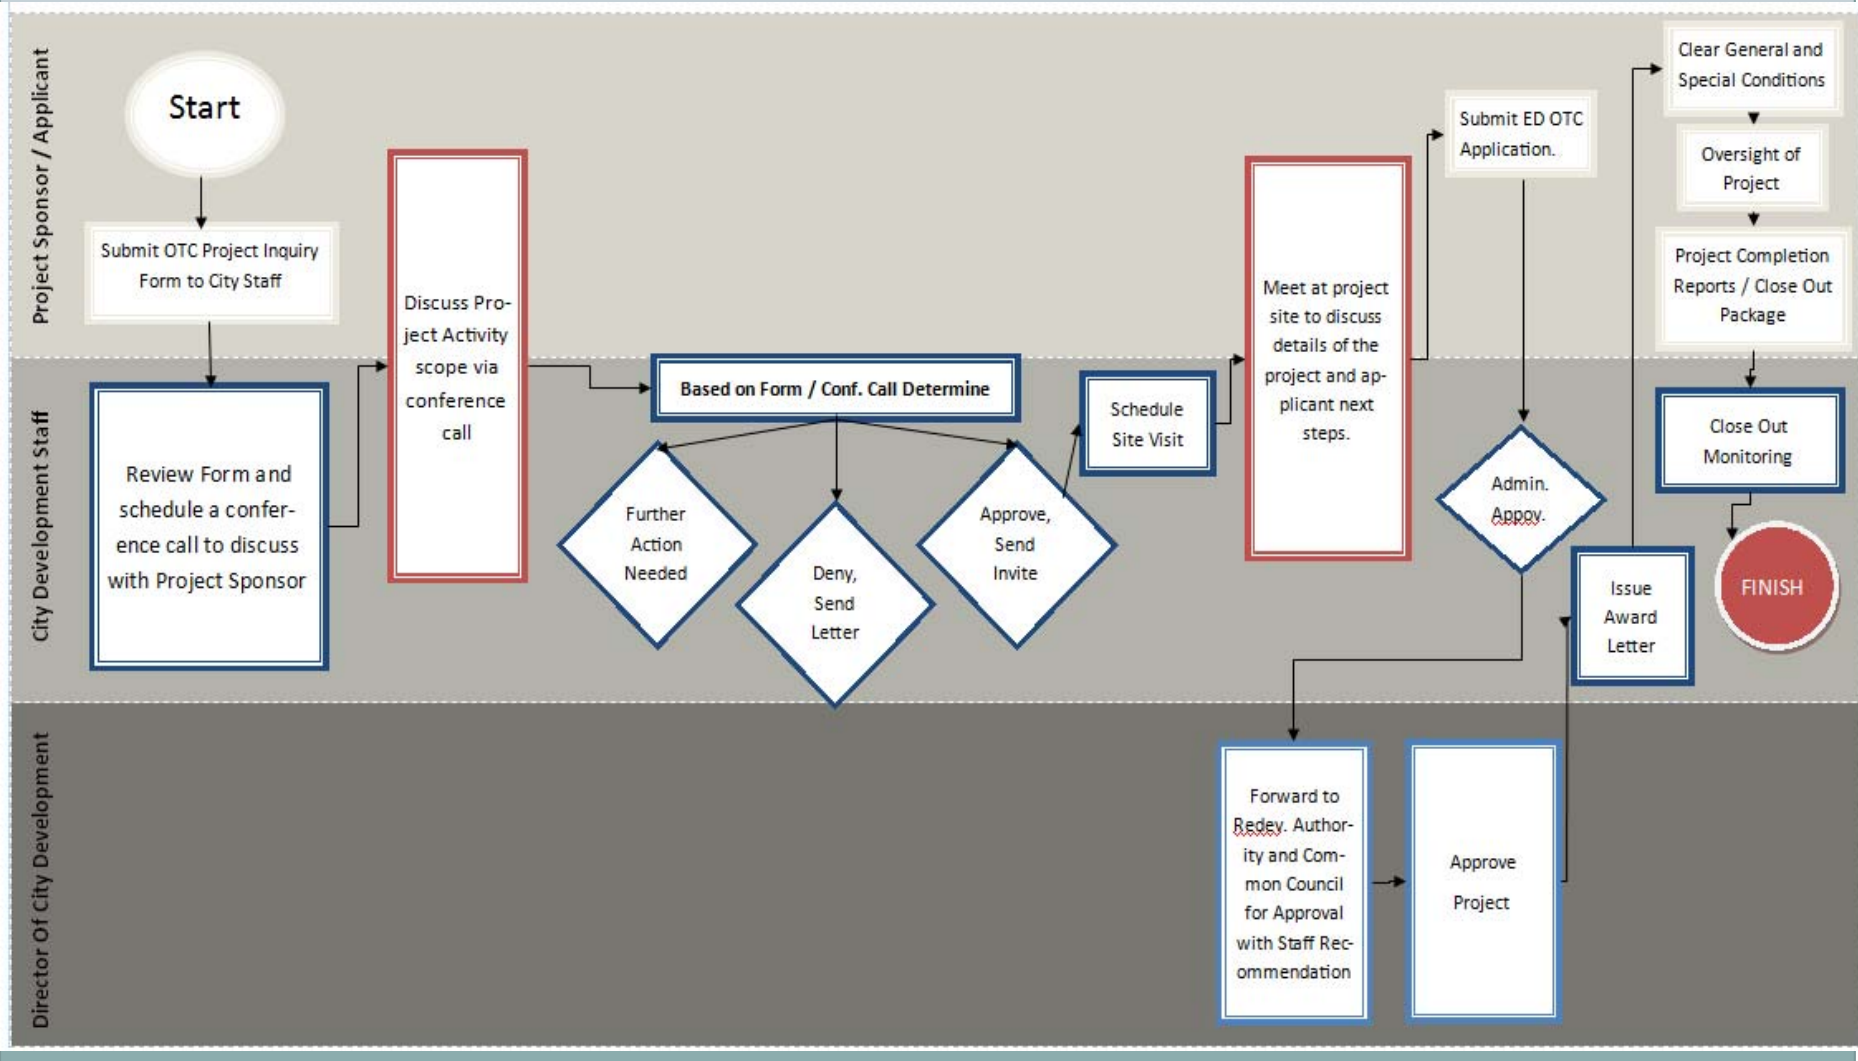 Project Sponsor / Applicant
Start
Submit OTC Project Inquiry
Form to City Staff
Discuss Pro-
ject Activity
scope via
conference
call
Meet at project
site to discuss
details of the
project and ap-
plicant next
steps.
Submit ED OTC
Application.
Clear General and
Special Conditions
Oversight of
Project
Project Completion
Reports / Close Out
Package
City Development Staff
Review Form and
schedule a confer-
ence call to discuss
with Project Sponsor
Based on Form / Conf. Call Determine
Further
Action
Needed
Deny,
Send
Letter
Approve,
Send
Invite
Schedule
Site Visit
Admin.
Appov.
Issue
Award
Letter
Close Out
Monitoring
FINISH
Director Of City Development
Forward to
Redev. Author-
ity and Com-
mon Council
for Approval
with Staff Rec-
ommendation
Approve
Project